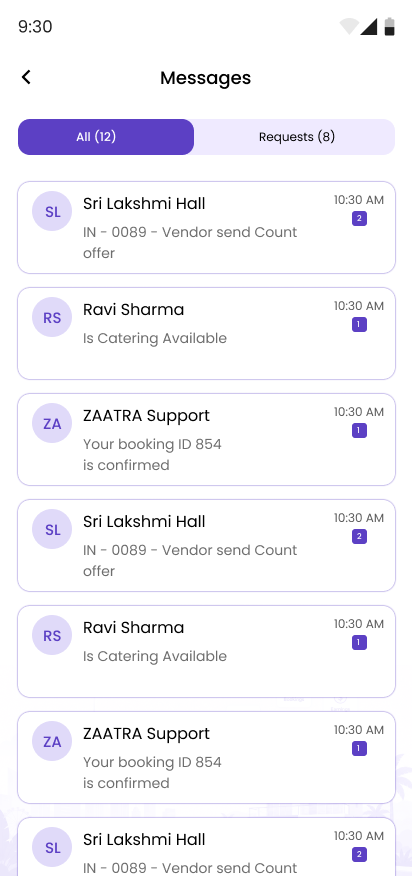 9:30
Messages
All (12)
Requests (8)
SL
Sri Lakshmi Hall
10:30 AM
IN - 0089 - Vendor send Count
2
offer
RS
Ravi Sharma
10:30 AM
Is Catering Available
1
ZA
ZAATRA Support
10:30 AM
Your booking ID 854
1
is confirmed
SL
Sri Lakshmi Hall
10:30 AM
IN - 0089 - Vendor send Count
2
offer
RS
Ravi Sharma
10:30 AM
Is Catering Available
1
ZA
ZAATRA Support
10:30 AM
Your booking ID 854
1
is confirmed
SL
Sri Lakshmi Hall
10:30 AM
IN - 0089 - Vendor send Count
2